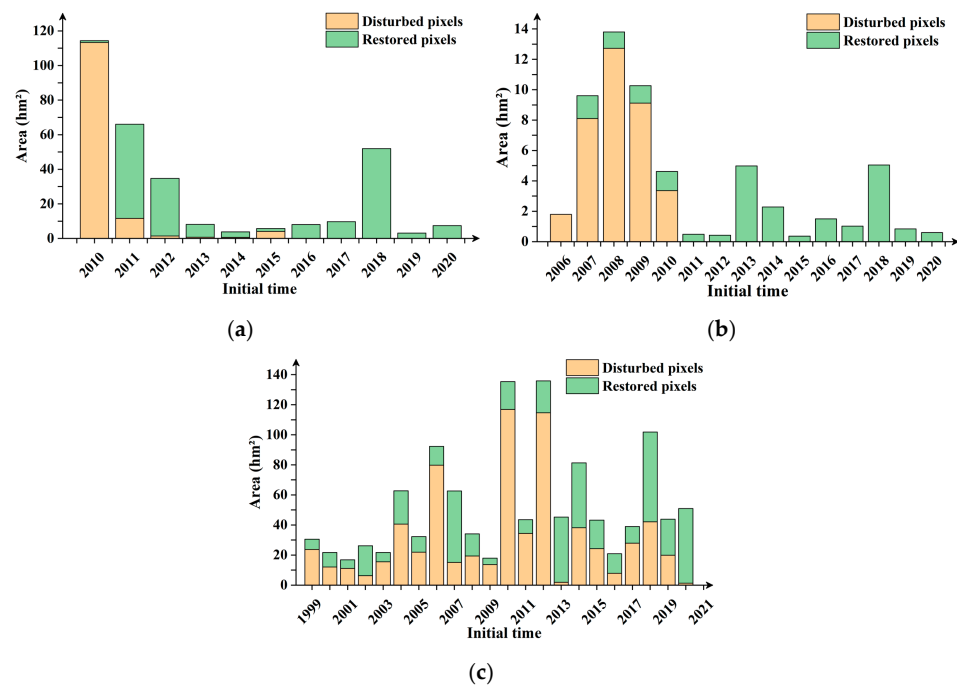 Disturbed pixels
Restored pixels
Area (hm²)
120
100
80
60
40
20
0
2010 2011 2012 2013 2014 2015 2016 2017 2018 2019 2020
Initial time
(a)
Disturbed pixels
Restored pixels
Area (hm²)
14
12
10
8
6
4
2
0
2006 2007 2008 2009 2010 2011 2012 2013 2014 2015 2016 2017 2018 2019 2020
Initial time
(b)
Disturbed pixels
Restored pixels
Area (hm²)
140
120
100
80
60
40
20
0
1999 2001 2003 2005 2007 2009 2011 2013 2015 2017 2019 2021
Initial time
(c)